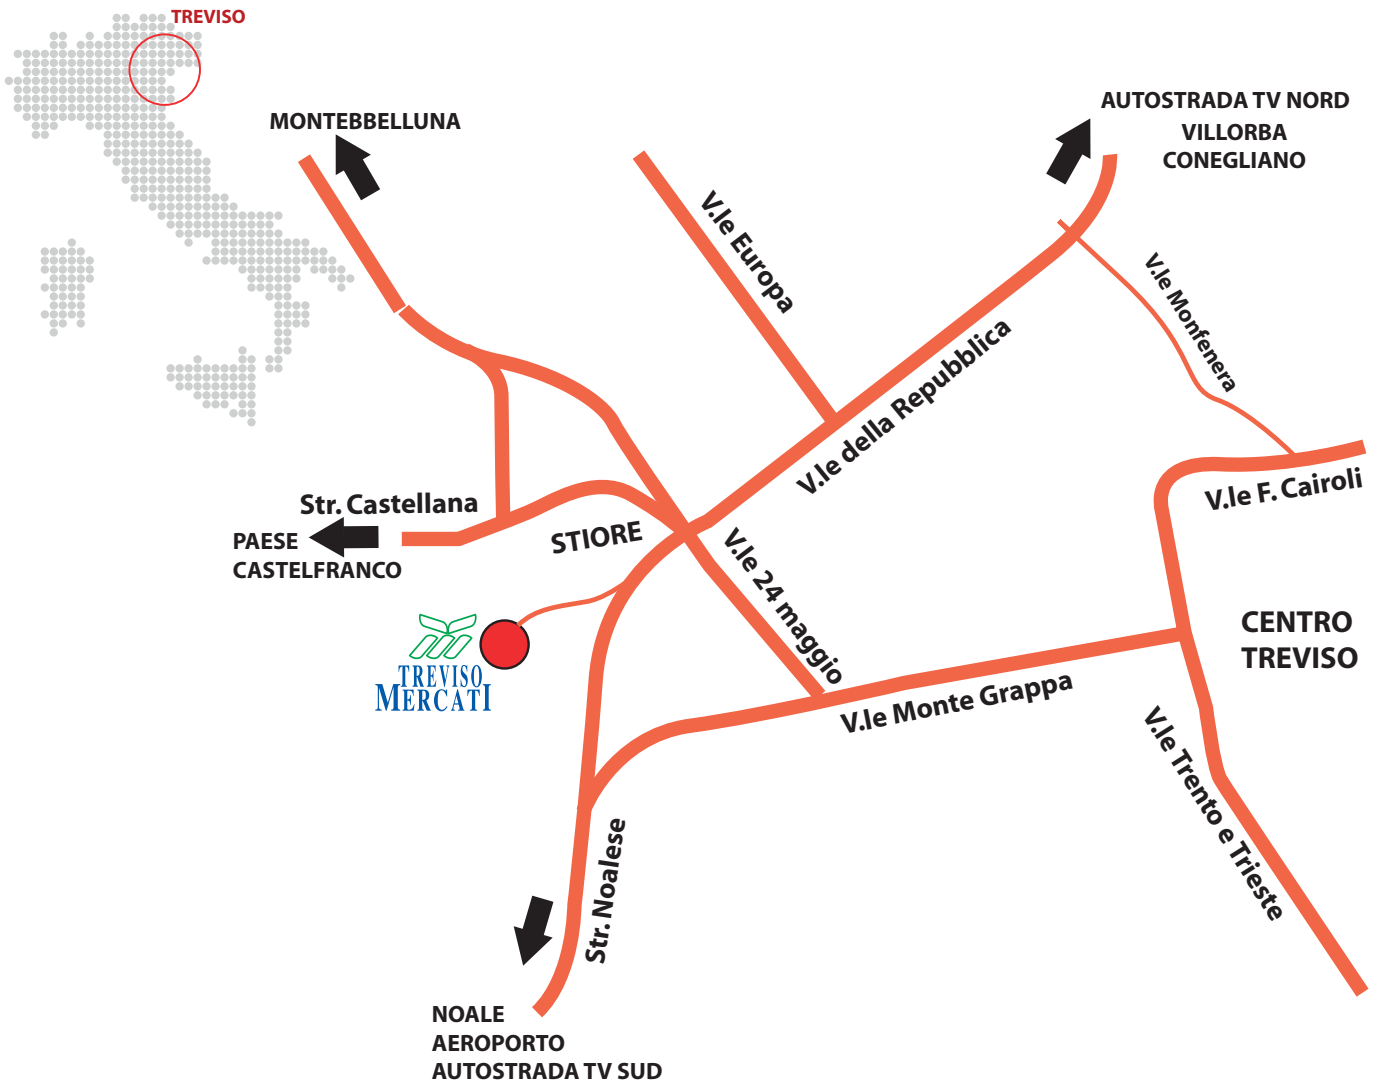 TREVISO
MONTEBBELLUNA
AUTOSTRADA TV NORD
VILLORBA
CONEGLIANO
V.le Europa
V.le Monfenera
V.le della Repubblica
Str. Castellana
V.le F. Cairoli
STIORE
PAESE
CASTELFRANCO
V.le 24 maggio
CENTRO
TREVISO
TREVISO
MERCATI
V.le Monte Grappa
V.le Trento e Trieste
Str. Noalese
NOALE
AEROPORTO
AUTOSTRADA TV SUD